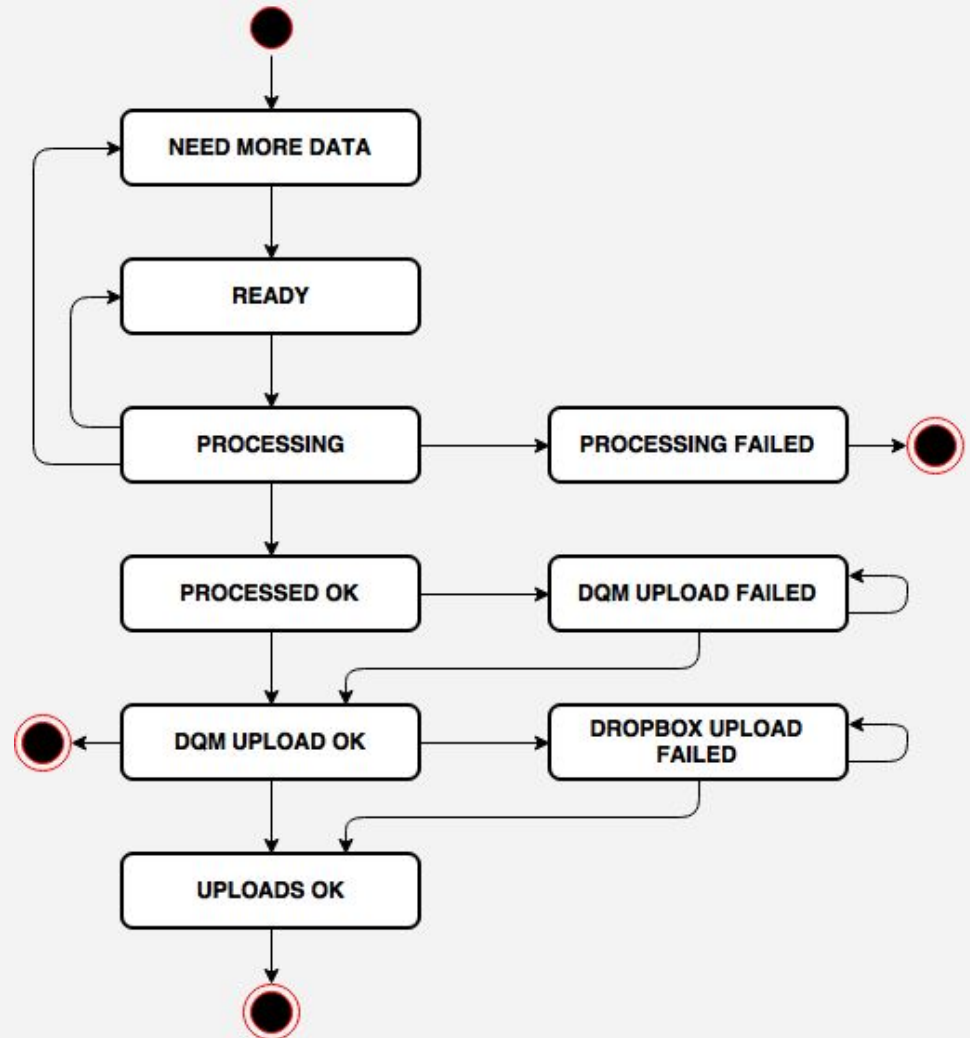 NEED MORE DATA
READY
PROCESSING
PROCESSING FAILED
PROCESSED OK
DQM UPLOAD FAILED
DQM UPLOAD OK
DROPBOX UPLOAD
FAILED
UPLOADS OK